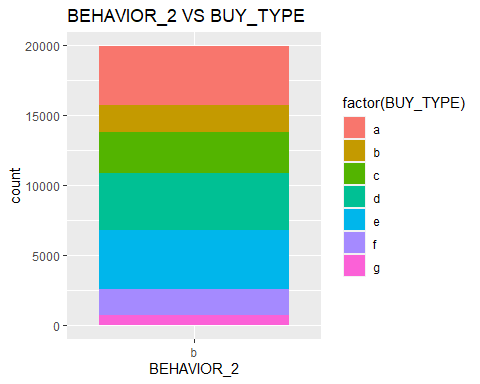 BEHAVIOR_2 VS BUY_TYPE
20000
15000
10000
5000
0
count
b
BEHAVIOR_2
factor(BUY_TYPE)
a
b
c
d
e
f
g